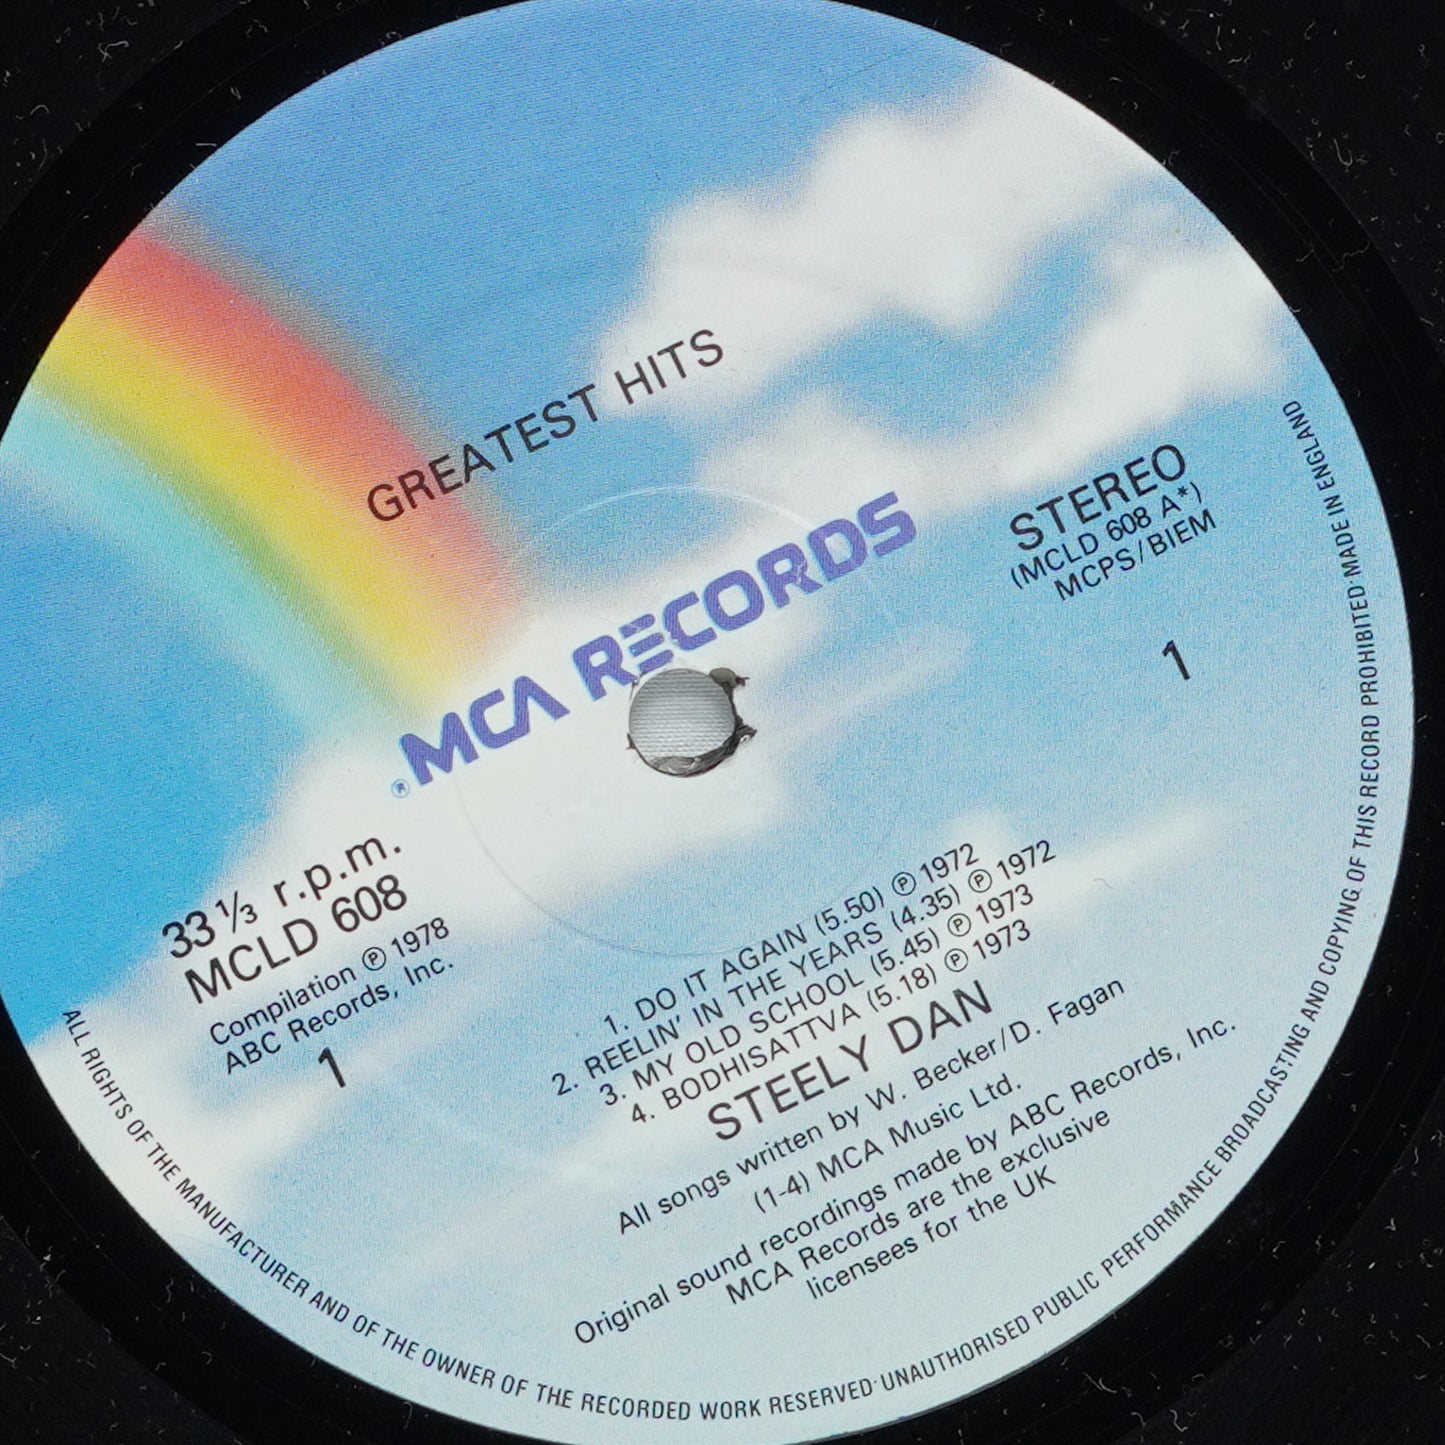 GREATEST HITS
MCA RECORDS
®
STEREO
(MCLD 608 A*)
MCPS/BIEM
1
33 ⅓ r.p.m.
MCLD 608
Compilation ℗ 1978
ABC Records, Inc.
1
1. DO IT AGAIN (5.50) ℗ 1972
2. REELIN' IN THE YEARS (4.35) ℗ 1972
3. MY OLD SCHOOL (5.45) ℗ 1973
4. BODHISATTVA (5.18) ℗ 1973
STEELY DAN
All songs written by W. Becker/D. Fagan
(1-4) MCA Music Ltd.
Original sound recordings made by ABC Records, Inc.
MCA Records are the exclusive
licensees for the UK
ALL RIGHTS OF THE MANUFACTURER AND OF THE OWNER OF THE RECORDED WORK RESERVED·UNAUTHORISED PUBLIC PERFORMANCE BROADCASTING AND COPYING OF THIS RECORD PROHIBITED·MADE IN ENGLAND